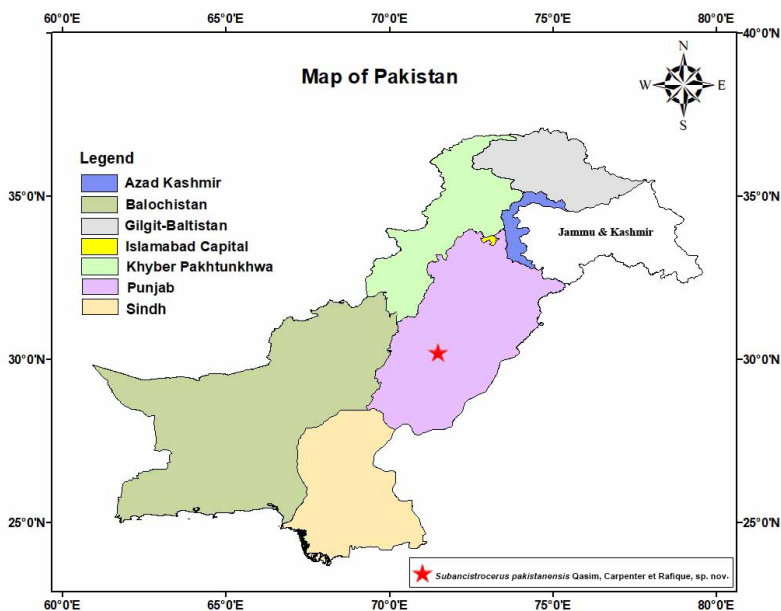 60°0'E 65°0'E 70°0'E 75°0'E 80°0'E
40°0'N
Map of Pakistan
N
W E
S
Legend
Azad Kashmir
Balochistan
Gilgit-Baltistan
Islamabad Capital
Khyber Pakhtunkhwa
Punjab
Sindh
Jammu & Kashmir
35°0'N 35°0'N
30°0'N 30°0'N
25°0'N 25°0'N
Subancistrocerus pakistanensis Qasim, Carpenter et Rafique, sp. nov.
60°0'E 65°0'E 70°0'E 75°0'E 80°0'E